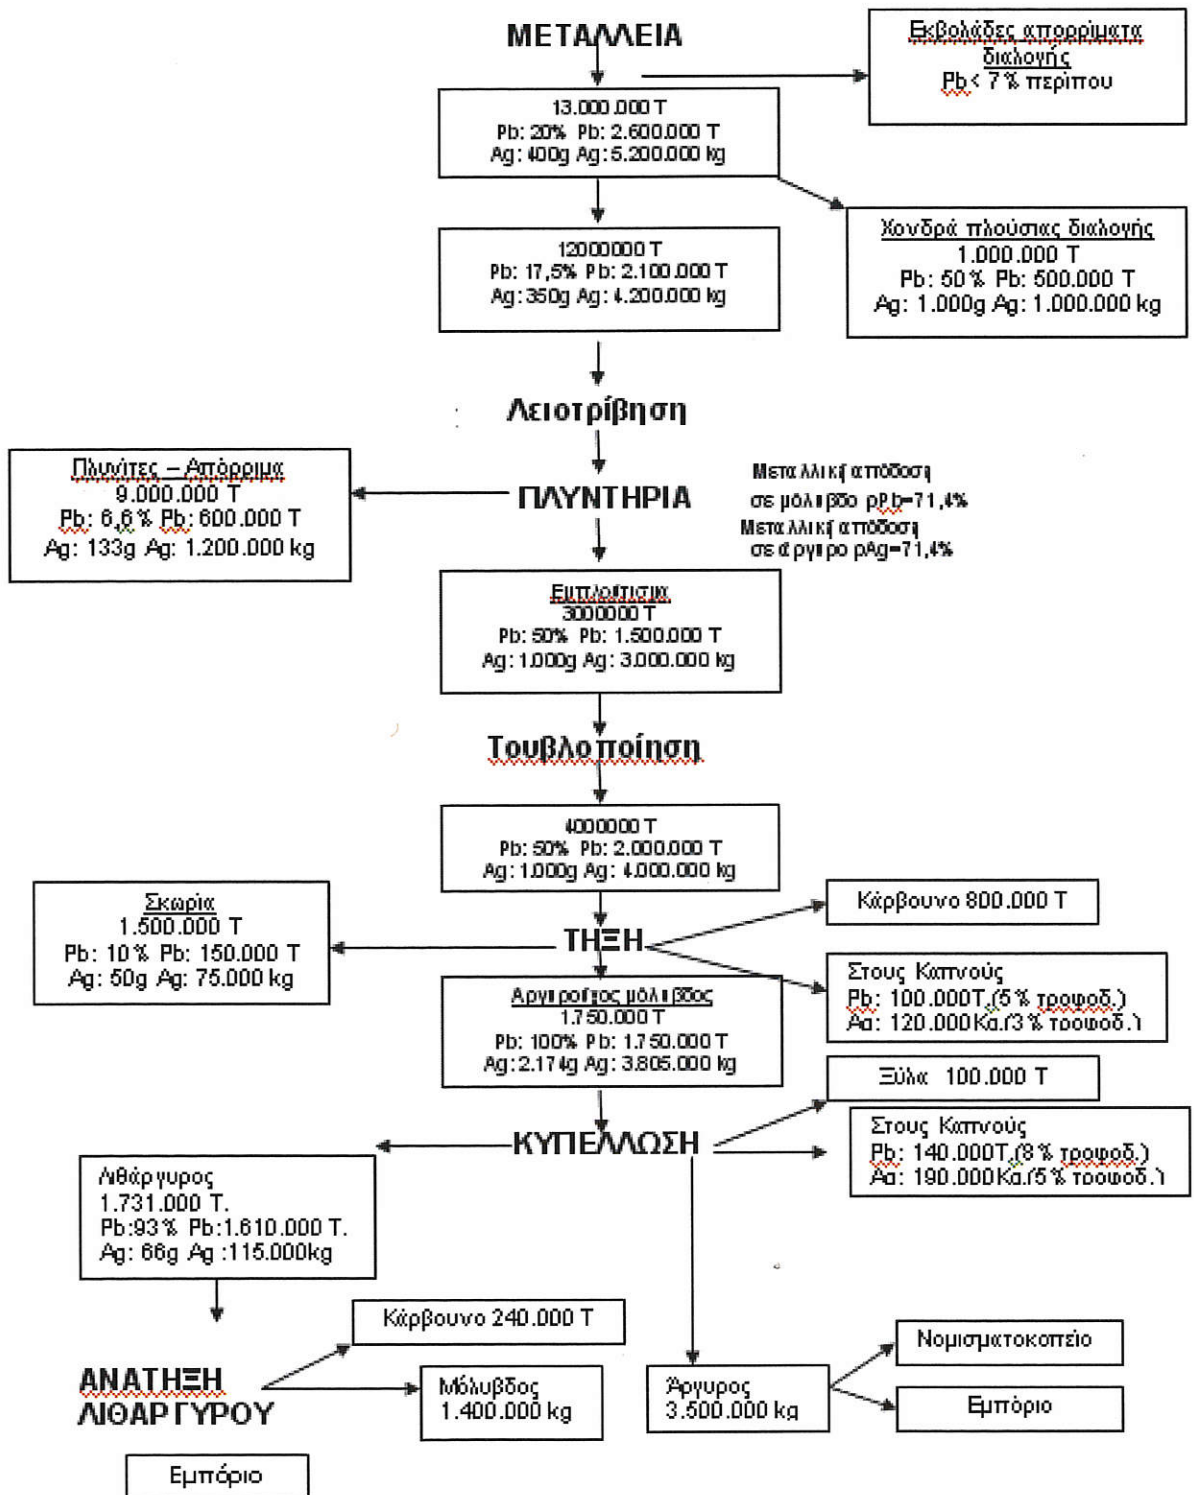 ΜΕΤΑΛΛΕΙΑ
Εκβολάδες απορρίματα
διαλογής
Pb< 7% περίπου
13.000.000 T
Pb: 20% Pb: 2.600.000 T
Ag: 400g Ag: 5.200.000 kg
12000000 T
Pb: 17,5% Pb: 2.100.000 T
Ag: 350g Ag: 4.200.000 kg
Χονδρά πλούσιας διαλογής
1.000.000 T
Pb: 50% Pb: 500.000 T
Ag: 1.000g Ag: 1.000.000 kg
Λειοτρίβηση
Πλυνίτες – Απόρριμα
9.000.000 T
Pb: 6,6% Pb: 600.000 T
Ag: 133g Ag: 1.200.000 kg
ΠΛΥΝΤΗΡΙΑ
Μεταλλική απόδοση
σε μόλυβδο pPb=71,4%
Μεταλλική απόδοση
σε άργυρο pAg=71,4%
Εμπλούτισμα
3000000 T
Pb: 50% Pb: 1.500.000 T
Ag: 1.000g Ag: 3.000.000 kg
Τουβλοποίηση
4000000 T
Pb: 50% Pb: 2.000.000 T
Ag: 1.000g Ag: 4.000.000 kg
Σκωρία
1.500.000 T
Pb: 10% Pb: 150.000 T
Ag: 50g Ag: 75.000 kg
ΤΗΞΗ
Κάρβουνο 800.000 T
Στους Καπνούς
Pb: 100.000T.(5% τροφοδ.)
Ag: 120.000Kg.(3% τροφοδ.)
Αργυρούχος μόλυβδος
1.750.000 T
Pb: 100% Pb: 1.750.000 T
Ag: 2.174g Ag: 3.805.000 kg
Ξύλα 100.000 T
ΚΥΠΕΛΛΩΣΗ
Στους Καπνούς
Pb: 140.000T.(8% τροφοδ.)
Ag: 190.000Kg.(5% τροφοδ.)
Λιθάργυρος
1.731.000 T.
Pb:93% Pb:1.610.000 T.
Ag: 66g Ag :115.000kg
Κάρβουνο 240.000 T
ΑΝΑΤΗΞΗ
ΛΙΘΑΡΓΥΡΟΥ
Μόλυβδος
1.400.000 kg
Άργυρος
3.500.000 kg
Νομισματοκοπείο
Εμπόριο
Εμπόριο